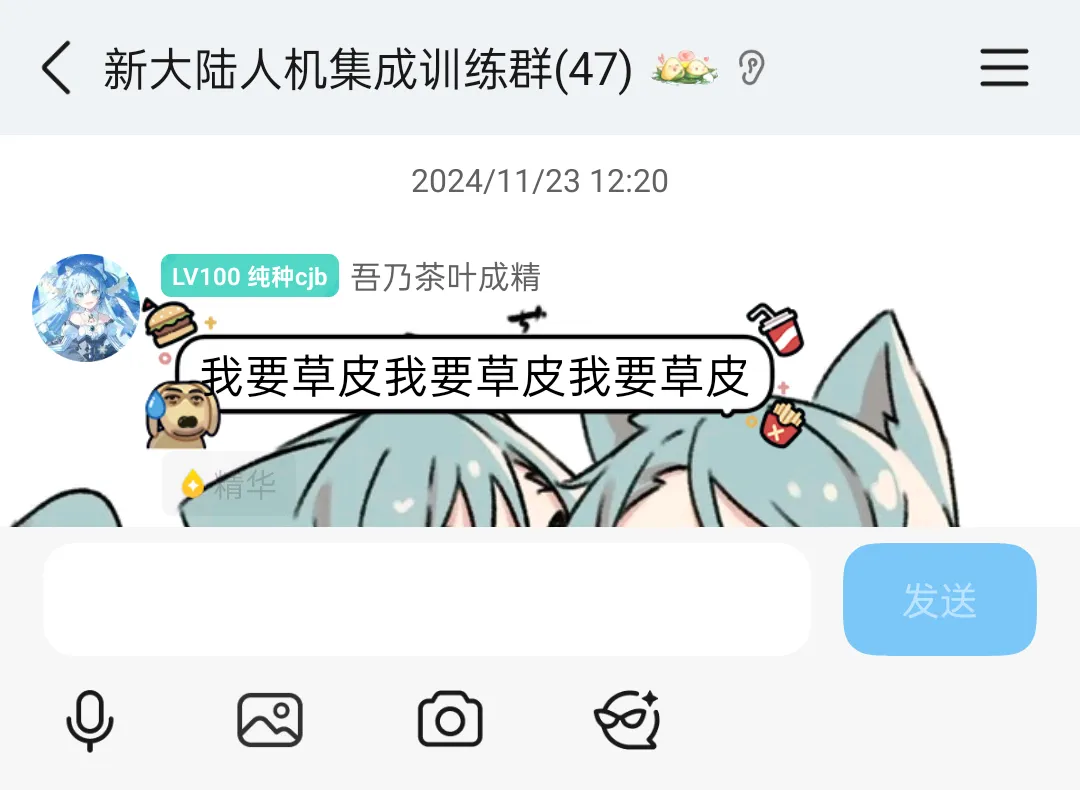 新大陆人机集成训练群(47)
2024/11/23 12:20
LV100 纯种cjb 吾乃茶叶成精
我要草皮我要草皮我要草皮
精华
发送